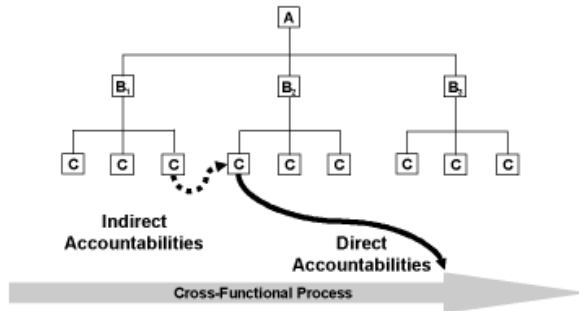 A
B₁ B₂ B₃
C C C C C C C C C
Indirect
Accountabilities
Direct
Accountabilities
Cross-Functional Process